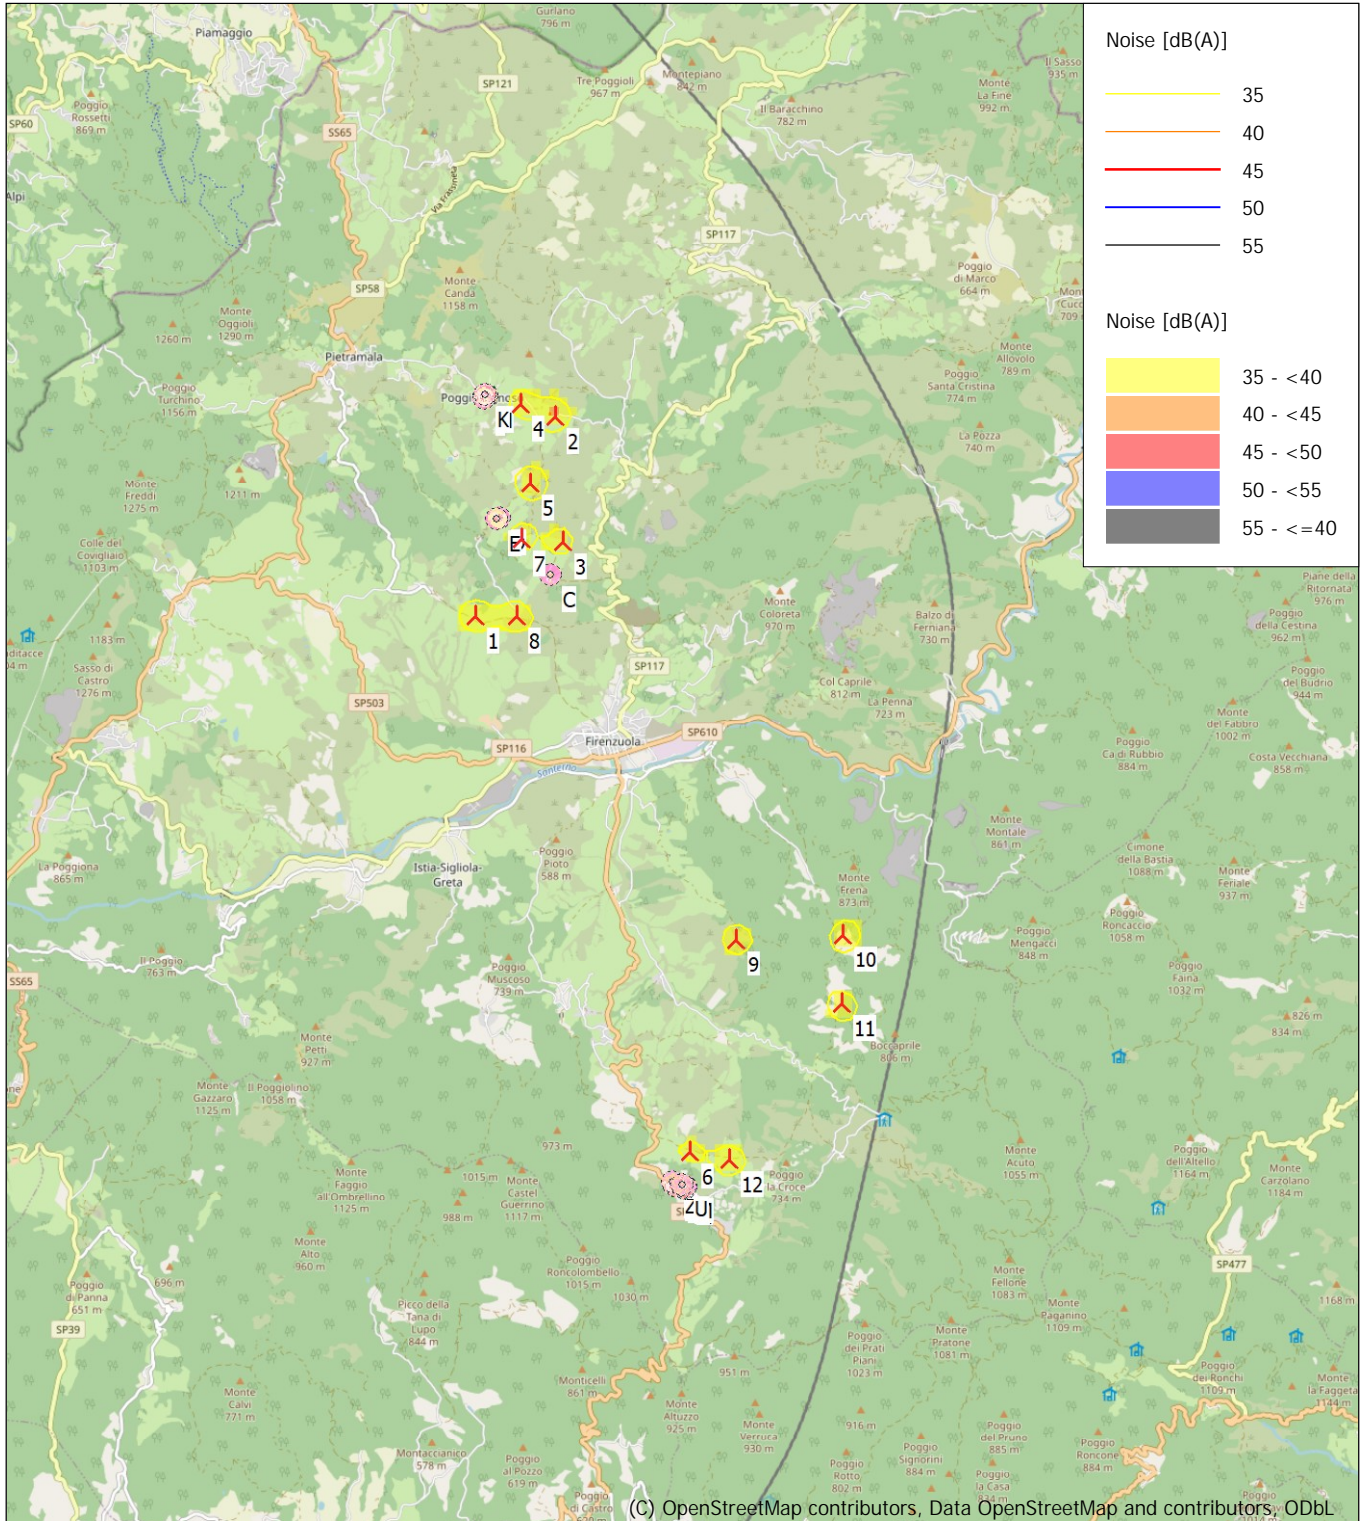 Gurlano
796 m
Piamaggio
Noise [dB(A)]
35
40
45
50
55
Noise [dB(A)]
35 - <40
40 - <45
45 - <50
50 - <55
55 - <=40
Il Sasso
935 m
Montepiano
842 m
Tre Poggioli
967 m
SP121
Monte
La Fine
992 m
Il Baracchino
782 m
Poggio
Rossetti
869 m
SP60
SS65
Alpi
Via Frassineta
SP117
Poggio
di Marco
664 m
Monte
Canda
1158 m
SP58
Monte
Oggioli
1290 m
1260 m
Pietramala
Monte
Allovolo
789 m
Poggio
Santa Cristina
774 m
Poggio
Turchino
1156 m
4
2
La Pozza
740 m
1211 m
Monte
Freddi
1275 m
5
Colle del
Covigliaio
1103 m
E
7
3
C
Piane della
Ritornata
976 m
Monte
Coloreta
970 m
Balzo di
Ferniana
730 m
Poggio
della Cestina
962 m
1183 m
1
8
Sasso di
Castro
1276 m
SP117
Poggio
del Budrio
944 m
Col Caprile
812 m
La Penna
723 m
SP503
Monte
del Fabbro
1002 m
Firenzuola
SP610
SP116
Poggio
Ca di Rubbio
884 m
Costa Vecchiana
858 m
Santerno
Monte
Montale
861 m
Cimone
della Bastia
1088 m
Poggio
Pioto
588 m
La Poggiona
865 m
Istia-Sigliola-
Greta
Monte
Frena
873 m
Monte
Feriale
937 m
Poggio
Roncaccio
1058 m
Poggio
Mengacci
848 m
9
10
Il Poggio
763 m
Poggio
Muscoso
739 m
SS65
Poggio
Faina
1032 m
826 m
834 m
11
Boccaprile
806 m
Monte
Petti
927 m
Monte
Gazzaro
1125 m
Il Poggiolino
1058 m
973 m
Poggio
dell'Altello
1164 m
Monte
Acuto
1055 m
Monte
Carzolano
1184 m
Monte
Faggio
all'Ombrellino
1125 m
1015 m
6
12
Poggio
la Croce
734 m
Monte
Castel
Guerrino
1117 m
988 m
Monte
Alto
960 m
Poggio
Roncolombello
1015 m
1030 m
SP477
Monte
Fellone
1083 m
696 m
Poggio
di Panna
651 m
Picco della
Tana di
Lupo
844 m
Monte
Paganino
1109 m
1168 m
SP39
Poggio
dei Prati
Piani
1023 m
Monte
Pratone
1081 m
951 m
Poggio
dei Ronchi
1109 m
Monte
la Faggeta
1144 m
Monticelli
861 m
Monte
Calvi
771 m
Monte
Altuzzo
925 m
Monte
Verruca
930 m
916 m
Poggio
del Pruno
885 m
Montaccianico
578 m
Poggio
al Pozzo
619 m
Poggio
Signorini
884 m
Poggio
Roncone
884 m
Poggio
Rotto
802 m
Poggio
la Casa
834 m
Poggio
di Castro
(C) OpenStreetMap contributors, Data OpenStreetMap and contributors, ODbL